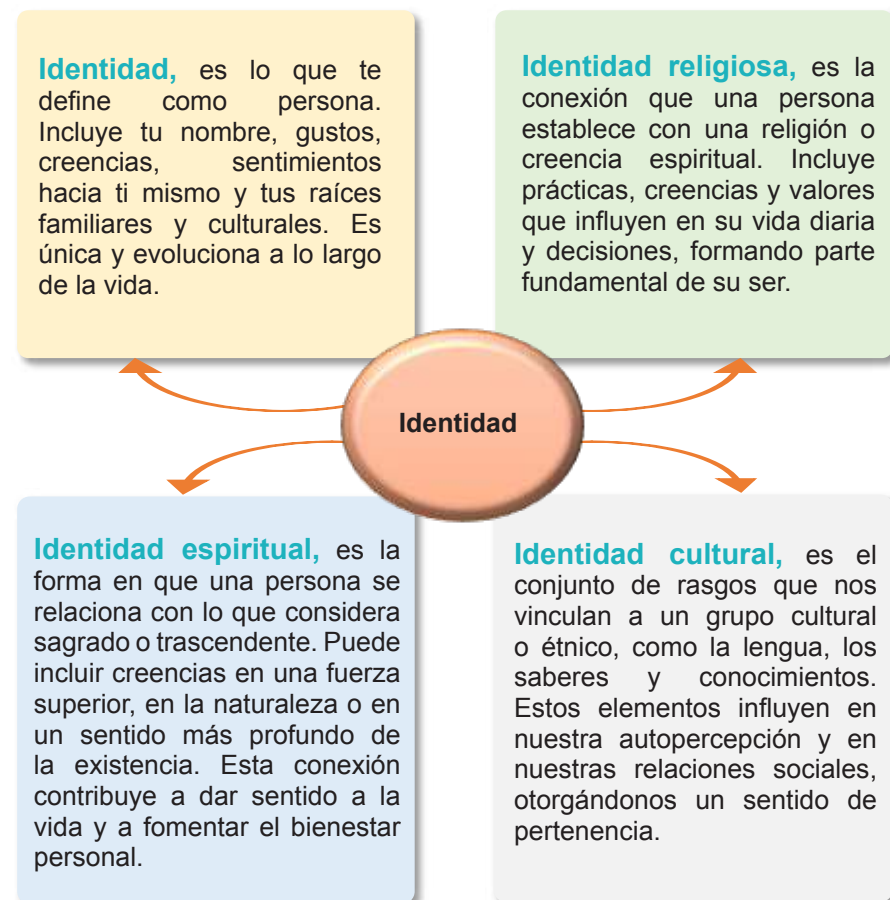 Identidad, es lo que te
define como persona.
Incluye tu nombre, gustos,
creencias, sentimientos
hacia ti mismo y tus raíces
familiares y culturales. Es
única y evoluciona a lo largo
de la vida.
Identidad religiosa, es la
conexión que una persona
establece con una religión o
creencia espiritual. Incluye
prácticas, creencias y valores
que influyen en su vida diaria
y decisiones, formando parte
fundamental de su ser.
Identidad
Identidad espiritual, es la
forma en que una persona se
relaciona con lo que considera
sagrado o trascendente. Puede
incluir creencias en una fuerza
superior, en la naturaleza o en
un sentido más profundo de
la existencia. Esta conexión
contribuye a dar sentido a la
vida y a fomentar el bienestar
personal.
Identidad cultural, es el
conjunto de rasgos que nos
vinculan a un grupo cultural
o étnico, como la lengua, los
saberes y conocimientos.
Estos elementos influyen en
nuestra autopercepción y en
nuestras relaciones sociales,
otorgándonos un sentido de
pertenencia.